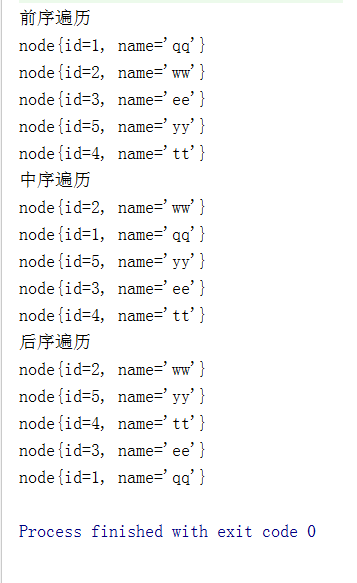 前序遍历
node{id=1, name='qq'}
node{id=2, name='ww'}
node{id=3, name='ee'}
node{id=5, name='yy'}
node{id=4, name='tt'}
中序遍历
node{id=2, name='ww'}
node{id=1, name='qq'}
node{id=5, name='yy'}
node{id=3, name='ee'}
node{id=4, name='tt'}
后序遍历
node{id=2, name='ww'}
node{id=5, name='yy'}
node{id=4, name='tt'}
node{id=3, name='ee'}
node{id=1, name='qq'}
Process finished with exit code 0